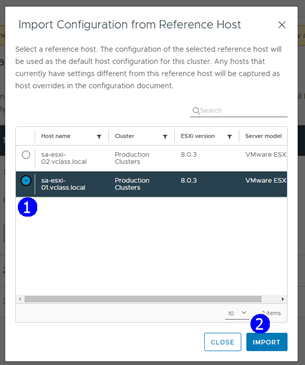 Import Configuration from Reference Host
Select a reference host. The configuration of the selected reference host will
be used as the default host configuration for this cluster. Any hosts that
currently have settings different from this reference host will be captured as
host overrides in the configuration document.
Search
Host name Cluster ESXi version Server model
sa-esxi-02.vclass.local Production Clusters 8.0.3 VMware ESX
sa-esxi-01.vclass.local Production Clusters 8.0.3 VMware ESX
1
10 2 items
2
CLOSE IMPORT